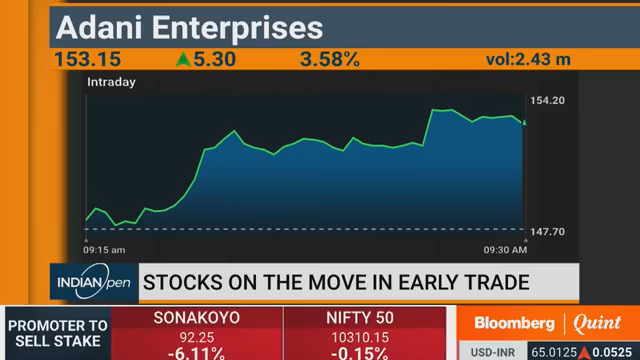 Adani Enterprises
153.15 ▲5.30 3.58% vol:2.43 m
Intraday
154.20
147.70
09:15 am 09:30 AM
INDIAN Open STOCKS ON THE MOVE IN EARLY TRADE
PROMOTER TO SELL STAKE
SONAKOYO
92.25
-6.11%
NIFTY 50
10310.15
-0.15%
Bloomberg Quint
USD-INR 65.0125 ▲0.0525